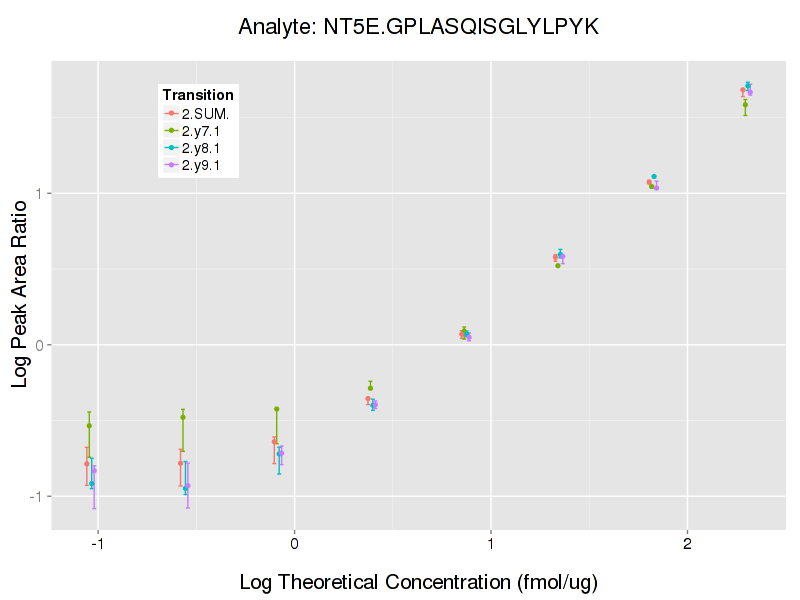 Analyte: NT5E.GPLASQISGLYLPYK
Transition
2.SUM.
2.y7.1
2.y8.1
2.y9.1
Log Peak Area Ratio
1
0
-1
-1 0 1 2
Log Theoretical Concentration (fmol/ug)